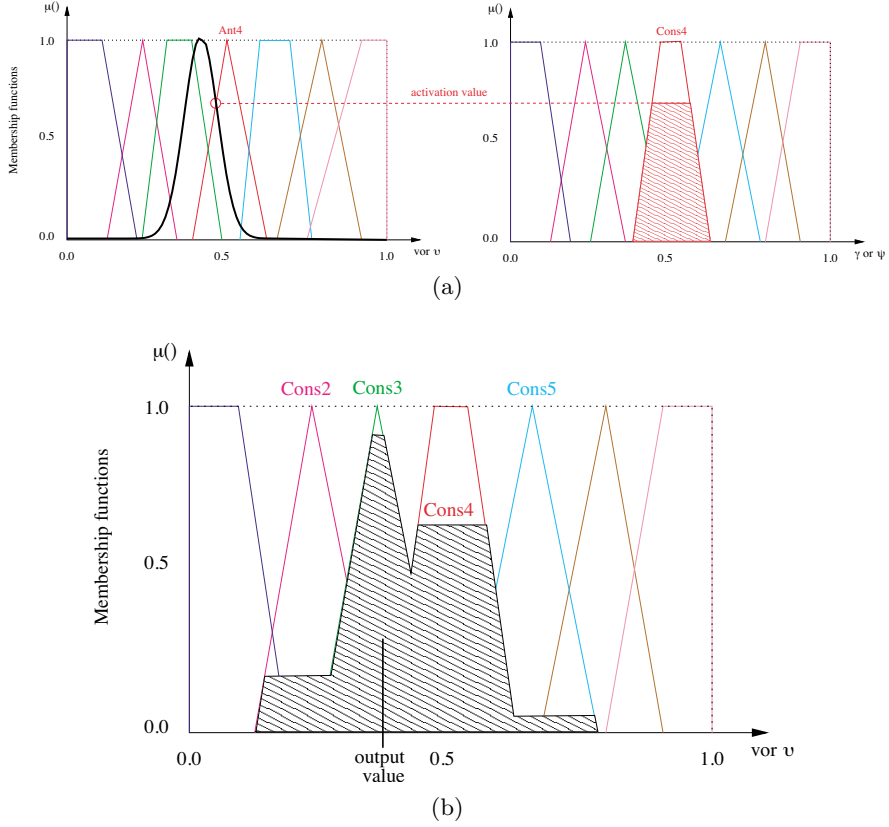 μ()
Ant4
1.0
Membership functions
0.5
0.0
0.0
0.5
1.0
vor υ
activation value
μ()
Cons4
1.0
0.5
0.0
0.0
0.5
1.0
γ or ψ
(a)
μ()
Cons2
Cons3
Cons5
1.0
Cons4
Membership functions
0.5
0.0
0.0
output
value
0.5
1.0
vor υ
(b)